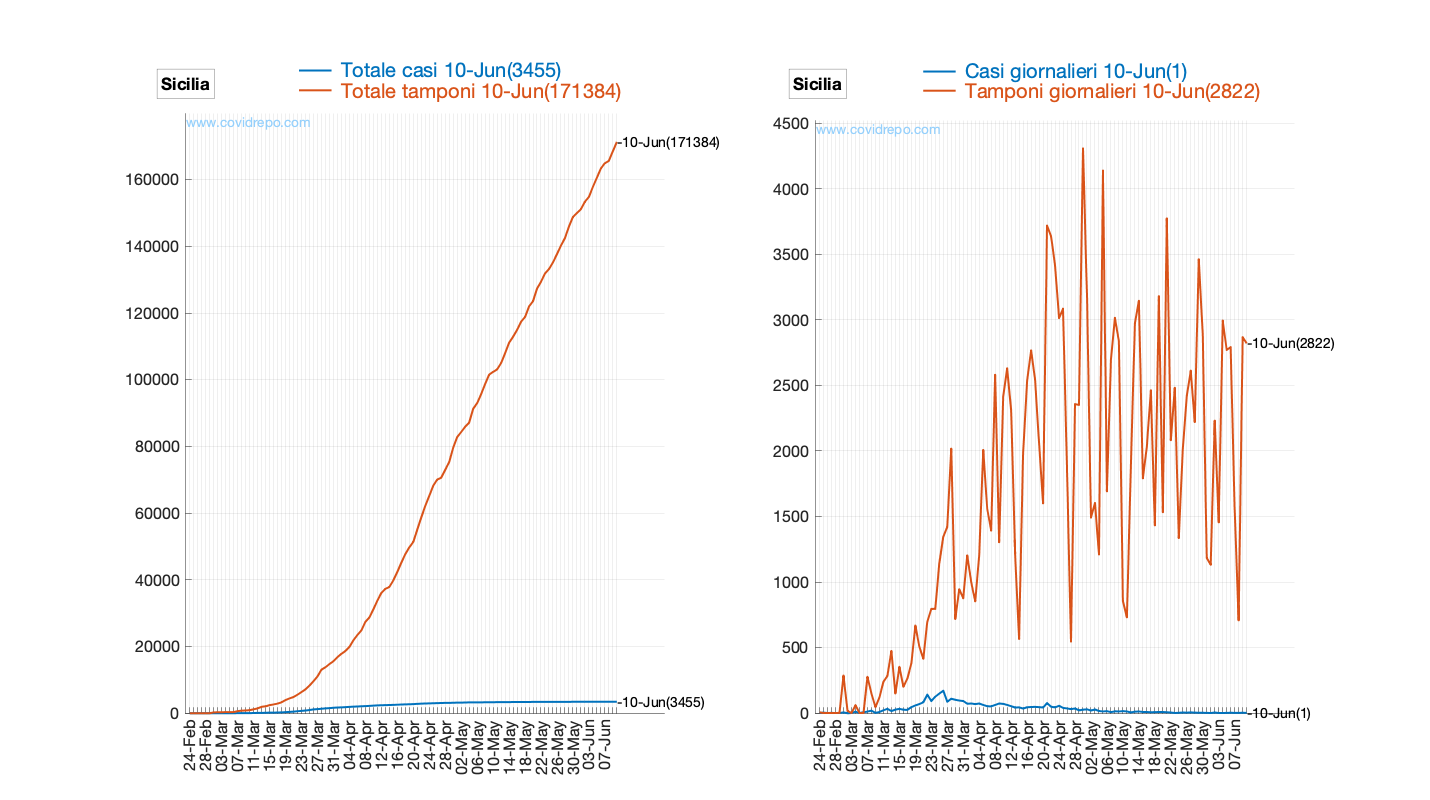 Sicilia
Totale casi 10-Jun(3455)
Totale tamponi 10-Jun(171384)
www.covidrepo.com
10-Jun(171384)
160000
140000
120000
100000
80000
60000
40000
20000
0
10-Jun(3455)
24-Feb
28-Feb
03-Mar
07-Mar
11-Mar
15-Mar
19-Mar
23-Mar
27-Mar
31-Mar
04-Apr
08-Apr
12-Apr
16-Apr
20-Apr
24-Apr
28-Apr
02-May
06-May
10-May
14-May
18-May
22-May
26-May
30-May
03-Jun
07-Jun
Sicilia
Casi giornalieri 10-Jun(1)
Tamponi giornalieri 10-Jun(2822)
www.covidrepo.com
4500
4000
3500
3000
2500
2000
1500
1000
500
0
10-Jun(2822)
10-Jun(1)
24-Feb
28-Feb
03-Mar
07-Mar
11-Mar
15-Mar
19-Mar
23-Mar
27-Mar
31-Mar
04-Apr
08-Apr
12-Apr
16-Apr
20-Apr
24-Apr
28-Apr
02-May
06-May
10-May
14-May
18-May
22-May
26-May
30-May
03-Jun
07-Jun